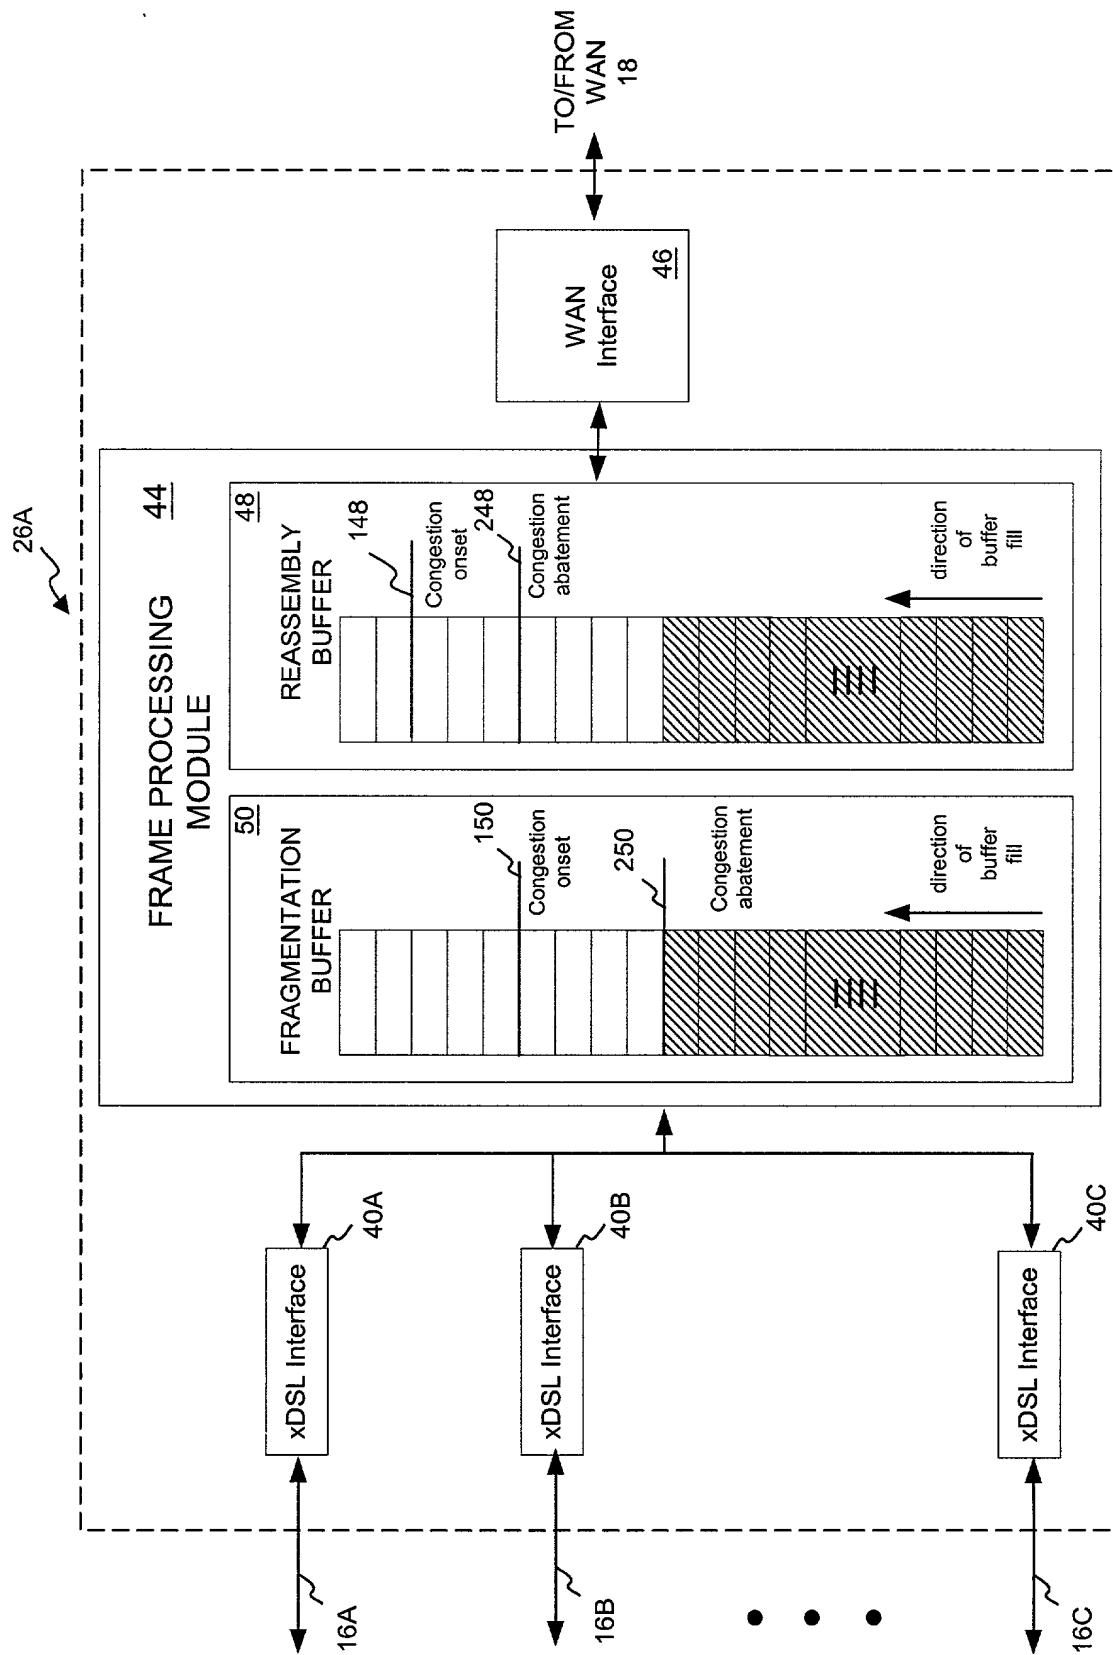 26A
FRAME PROCESSING
MODULE
44
FRAGMENTATION
BUFFER
50
150
Congestion
onset
250
Congestion
abatement
direction
of
buffer
fill
REASSEMBLY
BUFFER
48
148
Congestion
onset
248
Congestion
abatement
direction
of
buffer
fill
WAN
Interface
46
TO/FROM
WAN
18
xDSL Interface
40A
16A
xDSL Interface
40B
16B
xDSL Interface
40C
16C